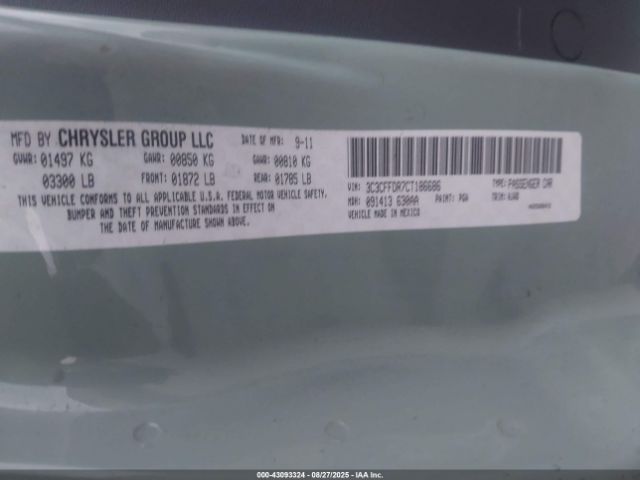 MFD BY CHRYSLER GROUP LLC
DATE OF MFR: 9-11
GVWR: 01497 KG GAWR: 00850 KG GAWR: 00810 KG
03300 LB FRONT: 01872 LB REAR: 01785 LB
THIS VEHICLE CONFORMS TO ALL APPLICABLE U.S.A. FEDERAL MOTOR VEHICLE SAFETY,
BUMPER AND THEFT PREVENTION STANDARDS IN EFFECT ON
THE DATE OF MANUFACTURE SHOWN ABOVE.
VIN: 3C3CFFDR7CT106606 TYPE: PASSENGER CAR
MDH: 091413 630AA PAINT: PGA TRIM:
VEHICLE MADE IN MEXICO
000-43093324 / 08/27/2025 - IAA Inc.